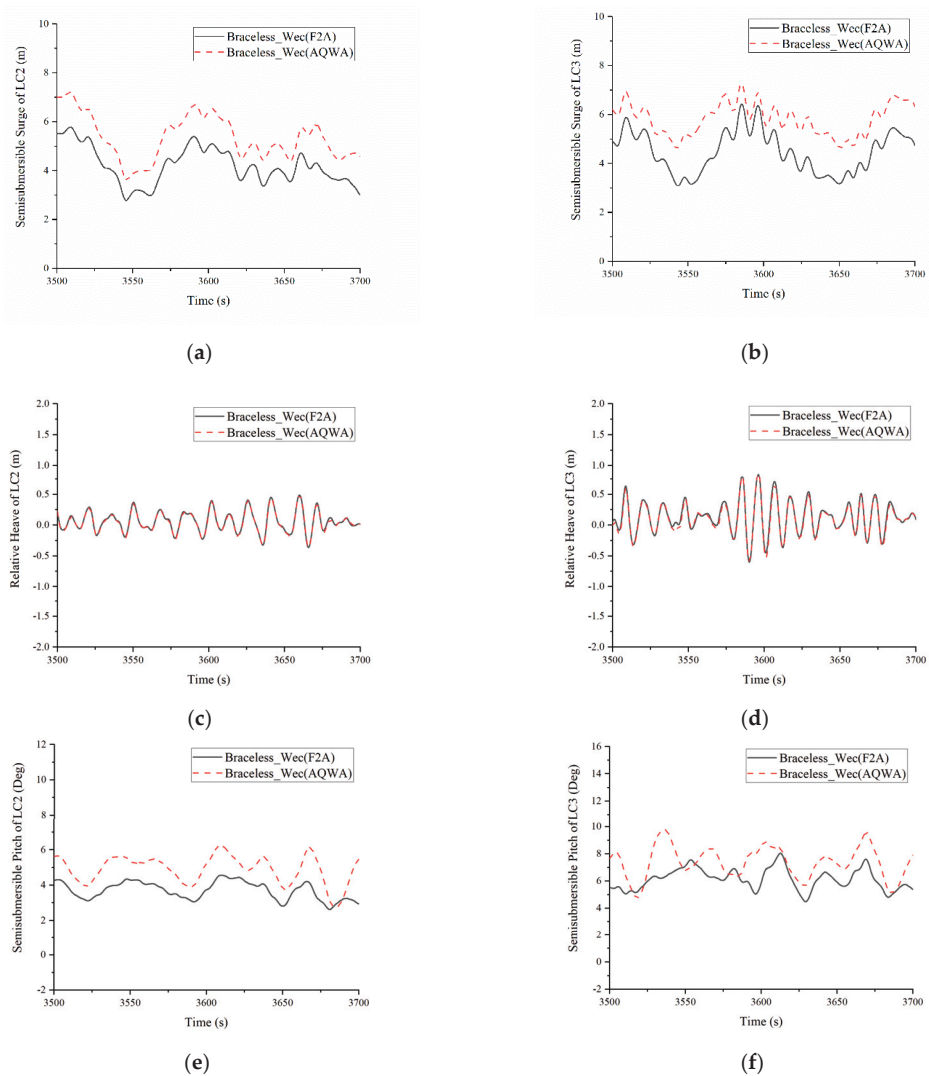 Braceless_Wec(F2A)
Braceless_Wec(AQWA)
Semisubmersible Surge of LC2 (m)
10
8
6
4
2
0
3500 3550 3600 3650 3700
Time (s)
(a)
Braceless_Wec(F2A)
Braceless_Wec(AQWA)
Semisubmersible Surge of LC3 (m)
10
8
6
4
2
0
3500 3550 3600 3650 3700
Time (s)
(b)
Braceless_Wec(F2A)
Braceless_Wec(AQWA)
Relative Heave of LC2 (m)
2.0
1.5
1.0
0.5
0.0
-0.5
-1.0
-1.5
-2.0
3500 3550 3600 3650 3700
Time (s)
(c)
Braceless_Wec(F2A)
Braceless_Wec(AQWA)
Relative Heave of LC3 (m)
2.0
1.5
1.0
0.5
0.0
-0.5
-1.0
-1.5
-2.0
3500 3550 3600 3650 3700
Time (s)
(d)
Braceless_Wec(F2A)
Braceless_Wec(AQWA)
Semisubmersible Pitch of LC2 (Deg)
12
10
8
6
4
2
0
-2
3500 3550 3600 3650 3700
Time (s)
(e)
Braceless_Wec(F2A)
Braceless_Wec(AQWA)
Semisubmersible Pitch of LC3 (Deg)
16
14
12
10
8
6
4
2
0
-2
3500 3550 3600 3650 3700
Time (s)
(f)